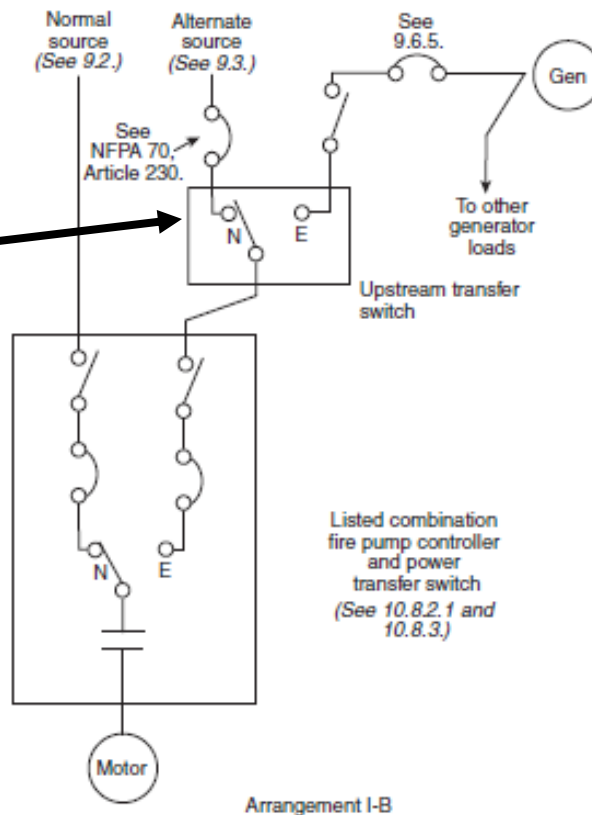 Normal
source
(See 9.2.)
Alternate
source
(See 9.3.)
See
9.6.5.
Gen
See
NFPA 70,
Article 230.
To other
generator
loads
N
E
Upstream transfer
switch
N
E
Listed combination
fire pump controller
and power
transfer switch
(See 10.8.2.1 and
10.8.3.)
Motor
Arrangement I-B